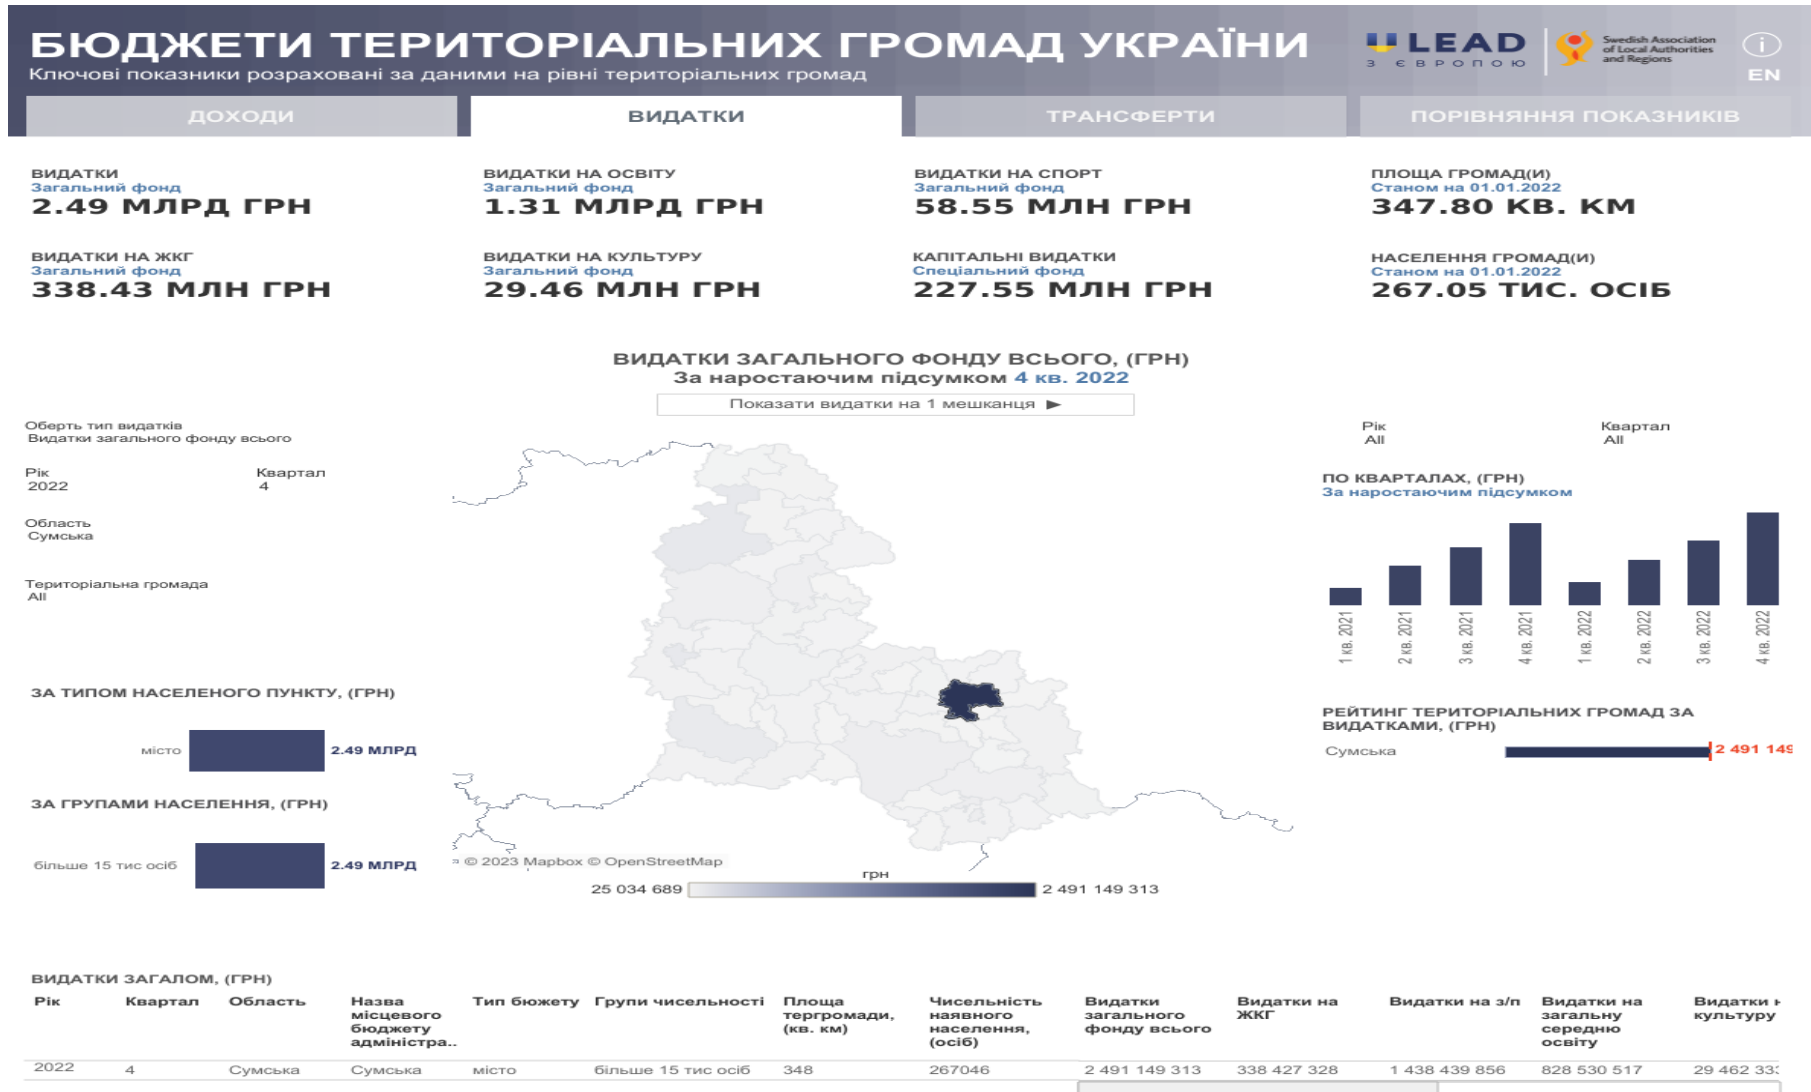 БЮДЖЕТИ ТЕРИТОРІАЛЬНИХ ГРОМАД УКРАЇНИ
Ключові показники розраховані за даними на рівні територіальних громад
U LEAD
З ЄВРОПОЮ
Swedish Association
of Local Authorities
and Regions
i
EN
ДОХОДИ
ВИДАТКИ
ТРАНСФЕРТИ
ПОРІВНЯННЯ ПОКАЗНИКІВ
ВИДАТКИ
Загальний фонд
2.49 МЛРД ГРН
ВИДАТКИ НА ОСВІТУ
Загальний фонд
1.31 МЛРД ГРН
ВИДАТКИ НА СПОРТ
Загальний фонд
58.55 МЛН ГРН
ПЛОЩА ГРОМАД(И)
Станом на 01.01.2022
347.80 КВ. КМ
ВИДАТКИ НА ЖКГ
Загальний фонд
338.43 МЛН ГРН
ВИДАТКИ НА КУЛЬТУРУ
Загальний фонд
29.46 МЛН ГРН
КАПІТАЛЬНІ ВИДАТКИ
Спеціальний фонд
227.55 МЛН ГРН
НАСЕЛЕННЯ ГРОМАД(И)
Станом на 01.01.2022
267.05 ТИС. ОСІБ
ВИДАТКИ ЗАГАЛЬНОГО ФОНДУ ВСЬОГО, (ГРН)
За наростаючим підсумком 4 кв. 2022
Показати видатки на 1 мешканця ▶
Оберть тип видатків
Видатки загального фонду всього
Рік
2022
Квартал
4
Область
Сумська
Територіальна громада
All
Рік
All
Квартал
All
ПО КВАРТАЛАХ, (ГРН)
За наростаючим підсумком
1 кв. 2021
2 кв. 2021
3 кв. 2021
4 кв. 2021
1 кв. 2022
2 кв. 2022
3 кв. 2022
4 кв. 2022
ЗА ТИПОМ НАСЕЛЕНОГО ПУНКТУ, (ГРН)
місто
2.49 МЛРД
ЗА ГРУПАМИ НАСЕЛЕННЯ, (ГРН)
більше 15 тис осіб
2.49 МЛРД
РЕЙТИНГ ТЕРИТОРІАЛЬНИХ ГРОМАД ЗА
ВИДАТКАМИ, (ГРН)
Сумська
2 491 149
© 2023 Mapbox © OpenStreetMap
грн
25 034 689
2 491 149 313
ВИДАТКИ ЗАГАЛОМ, (ГРН)
Рік
Квартал
Область
Назва
місцевого
бюджету
адміністра..
Тип бюжету
Групи чисельності
Площа
тергромади,
(кв. км)
Чисельність
наявного
населення,
(осіб)
Видатки
загального
фонду всього
Видатки на
ЖКГ
Видатки на з/п
Видатки на
загальну
середню
освіту
Видатки
культуру
2022 4 Сумська Сумська місто більше 15 тис осіб 348 267046 2 491 149 313 338 427 328 1 438 439 856 828 530 517 29 462 33